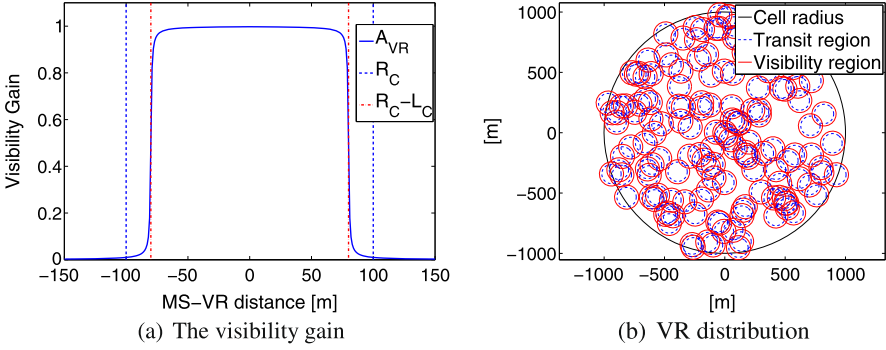 1
0.8
0.6
0.4
0.2
0
Visibility Gain
A_VR
R_C
R_C−L_C
−150 −100 −50 0 50 100 150
MS−VR distance [m]
(a) The visibility gain
1000
500
0
−500
−1000
[m]
Cell radius
Transit region
Visibility region
−1000 −500 0 500 1000
[m]
(b) VR distribution